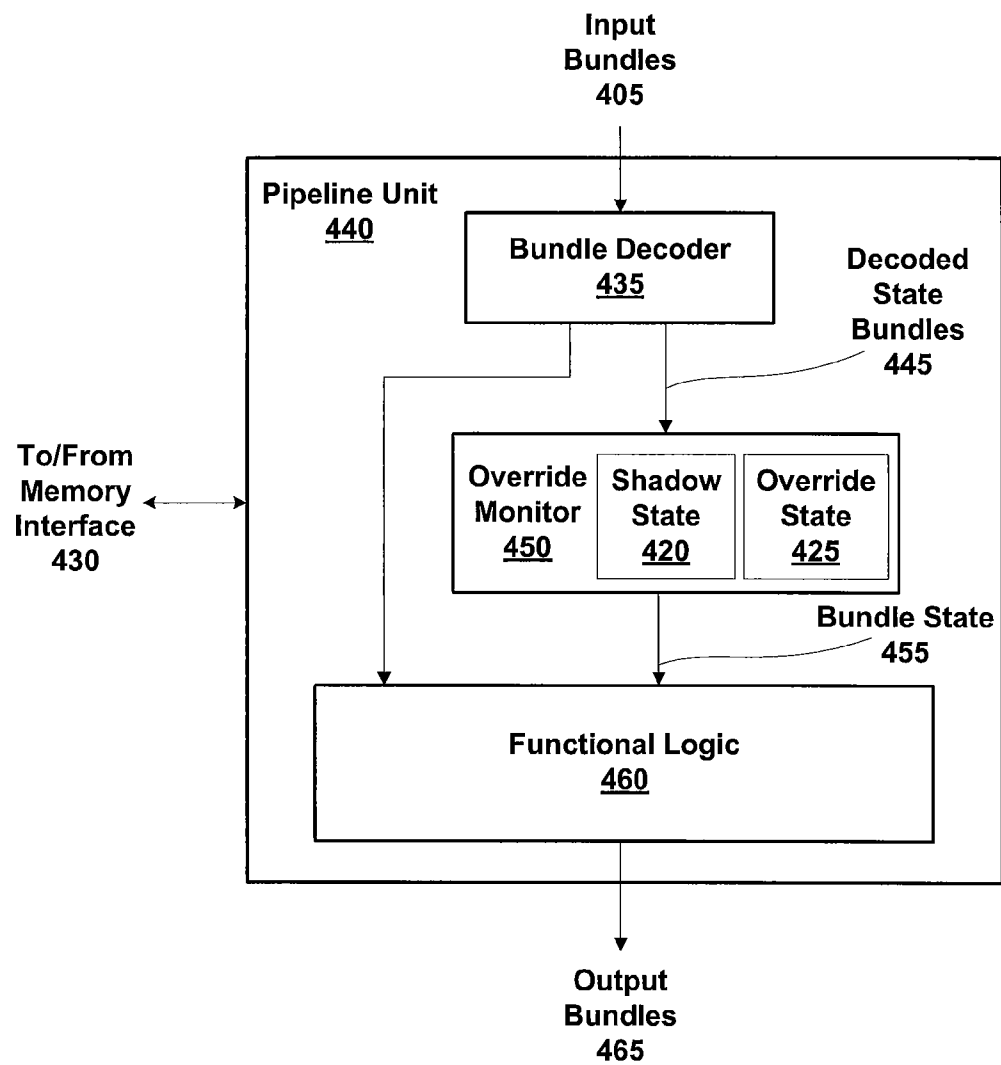 Input
Bundles
405
Pipeline Unit
440
Bundle Decoder
435
Decoded
State
Bundles
445
To/From
Memory
Interface
430
Override
Monitor
450
Shadow
State
420
Override
State
425
Bundle State
455
Functional Logic
460
Output
Bundles
465